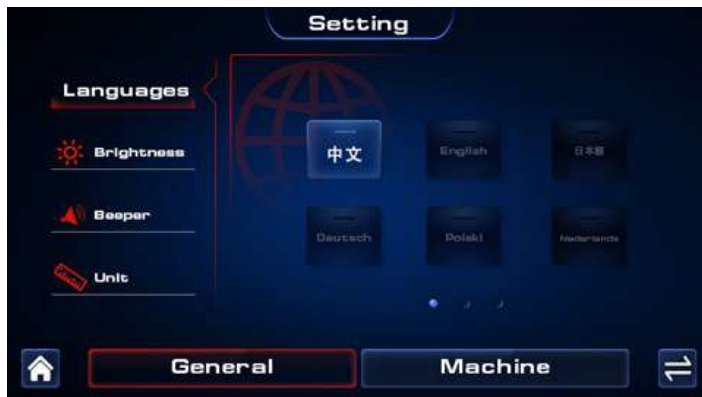 Setting
Languages
Brightness
Beeper
Unit
中文
English
日本語
Deutsch
Polski
Nederlands
General
Machine